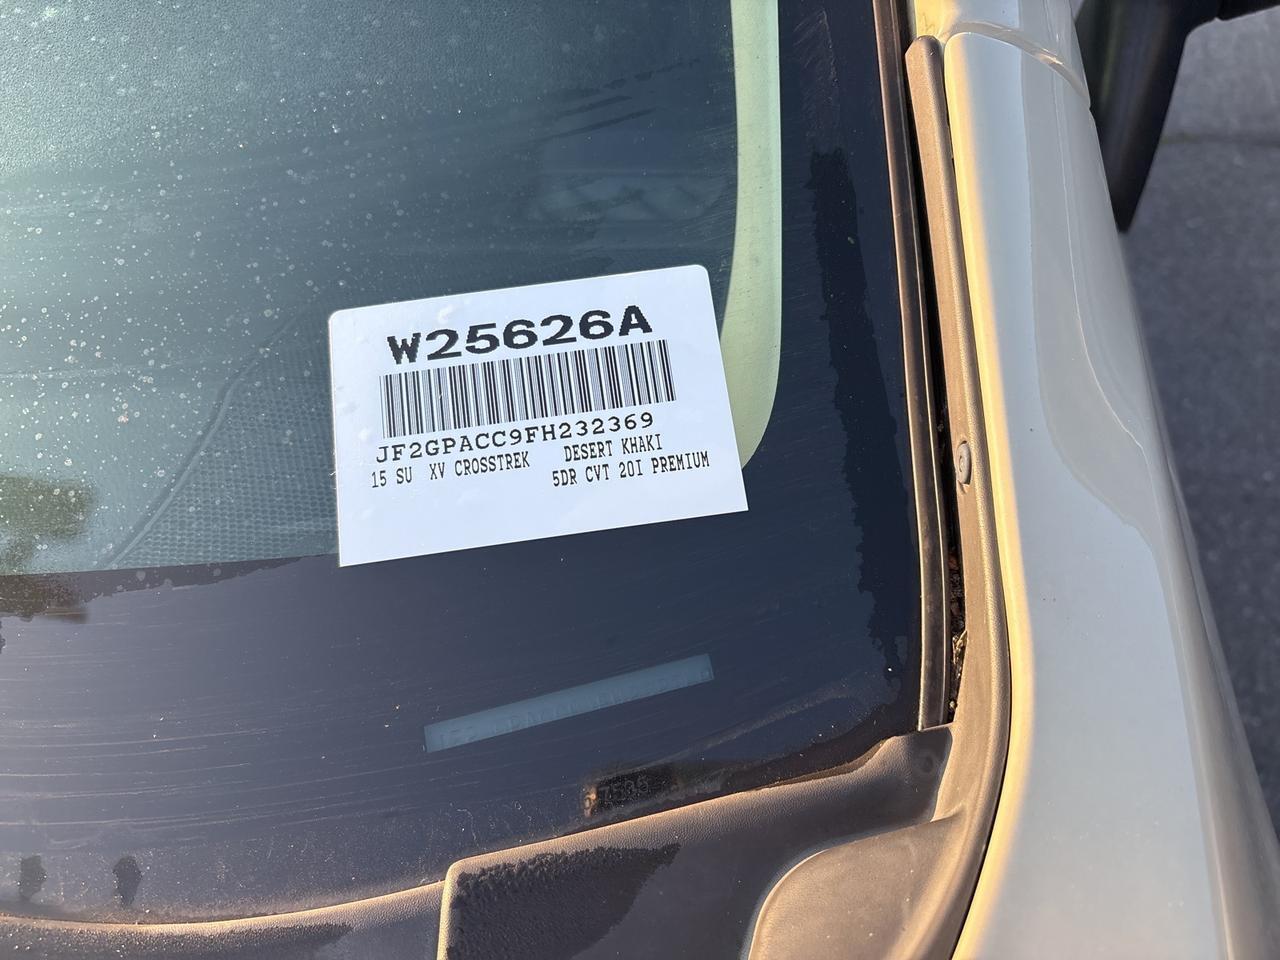 W25626A
JF2GPACC9FH232369
15 SU XV CROSSTREK DESERT KHAKI
5DR CVT 20I PREMIUM